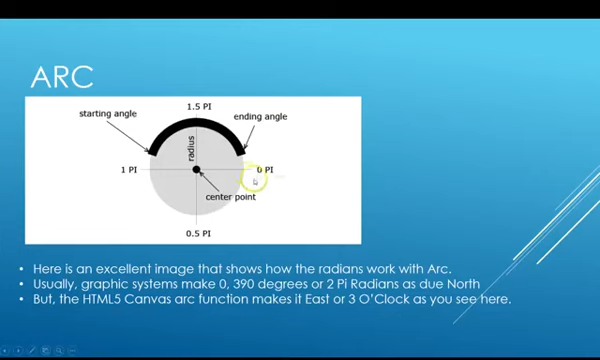 ARC
1.5 PI
starting angle
ending angle
radius
1 PI
0 PI
center point
0.5 PI
• Here is an excellent image that shows how the radians work with Arc.
• Usually, graphic systems make 0, 390 degrees or 2 Pi Radians as due North
• But, the HTML5 Canvas arc function makes it East or 3 O'Clock as you see here.